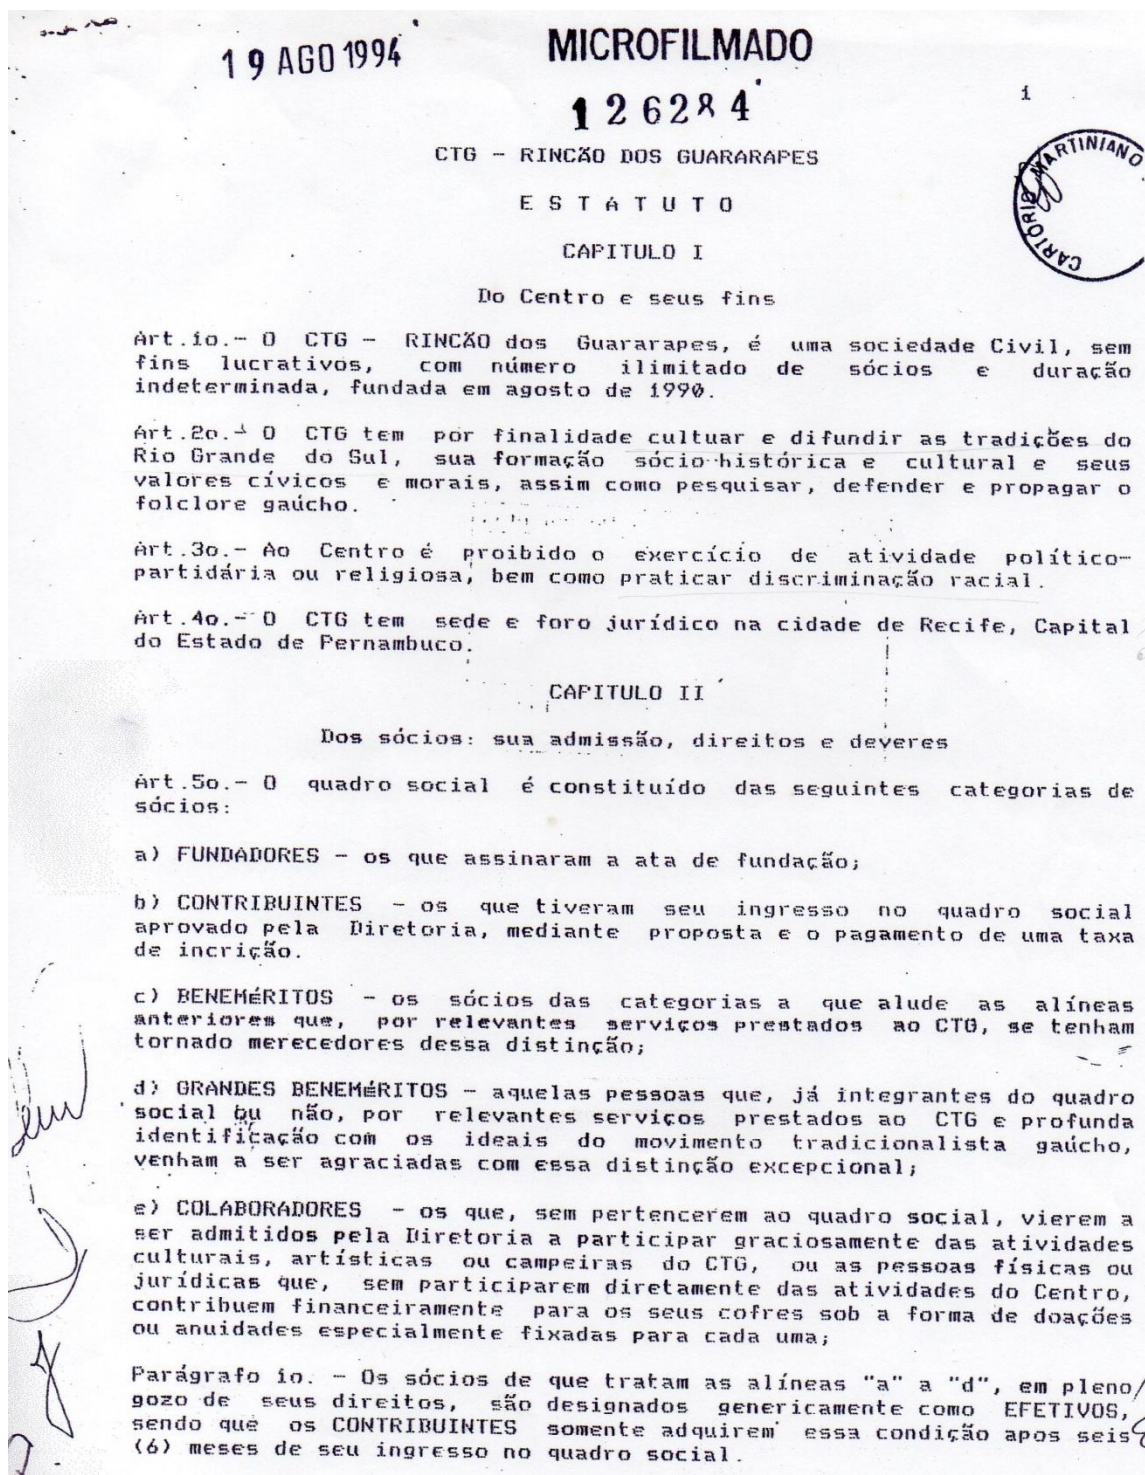 19 AGO 1994
MICROFILMADO
126284
1
CARTÓRIO MARTINIANO
CTG - RINCÃO DOS GUARARAPES
E S T A T U T O
CAPITULO I
Do Centro e seus fins
Art.1o.- O CTG - RINCÃO dos Guararapes, é uma sociedade Civil, sem
fins lucrativos, com número ilimitado de sócios e duração
indeterminada, fundada em agosto de 1990.
Art.2o.- O CTG tem por finalidade cultuar e difundir as tradições do
Rio Grande do Sul, sua formação sócio-histórica e cultural e seus
valores cívicos e morais, assim como pesquisar, defender e propagar o
folclore gaúcho.
Art.3o.- Ao Centro é proibido o exercício de atividade político-
partidária ou religiosa, bem como praticar discriminação racial.
Art.4o.- O CTG tem sede e foro jurídico na cidade de Recife, Capital
do Estado de Pernambuco.
CAPITULO II
Dos sócios: sua admissão, direitos e deveres
Art.5o.- O quadro social é constituído das seguintes categorias de
sócios:
a) FUNDADORES - os que assinaram a ata de fundação;
b) CONTRIBUINTES - os que tiveram seu ingresso no quadro social
aprovado pela Diretoria, mediante proposta e o pagamento de uma taxa
de incrição.
c) BENEMéRITOS - os sócios das categorias a que alude as alíneas
anteriores que, por relevantes serviços prestados ao CTG, se tenham
tornado merecedores dessa distinção;
d) GRANDES BENEMéRITOS - aquelas pessoas que, já integrantes do quadro
social ou não, por relevantes serviços prestados ao CTG e profunda
identificação com os ideais do movimento tradicionalista gaúcho,
venham a ser agraciadas com essa distinção excepcional;
e) COLABORADORES - os que, sem pertencerem ao quadro social, vierem a
ser admitidos pela Diretoria a participar graciosamente das atividades
culturais, artísticas ou campeiras do CTG, ou as pessoas físicas ou
jurídicas que, sem participarem diretamente das atividades do Centro,
contribuem financeiramente para os seus cofres sob a forma de doações
ou anuidades especialmente fixadas para cada uma;
Parágrafo 1o. - Os sócios de que tratam as alíneas "a" a "d", em pleno
gozo de seus direitos, são designados genericamente como EFETIVOS,
sendo que os CONTRIBUINTES somente adquirem essa condição apos seis
(6) meses de seu ingresso no quadro social.